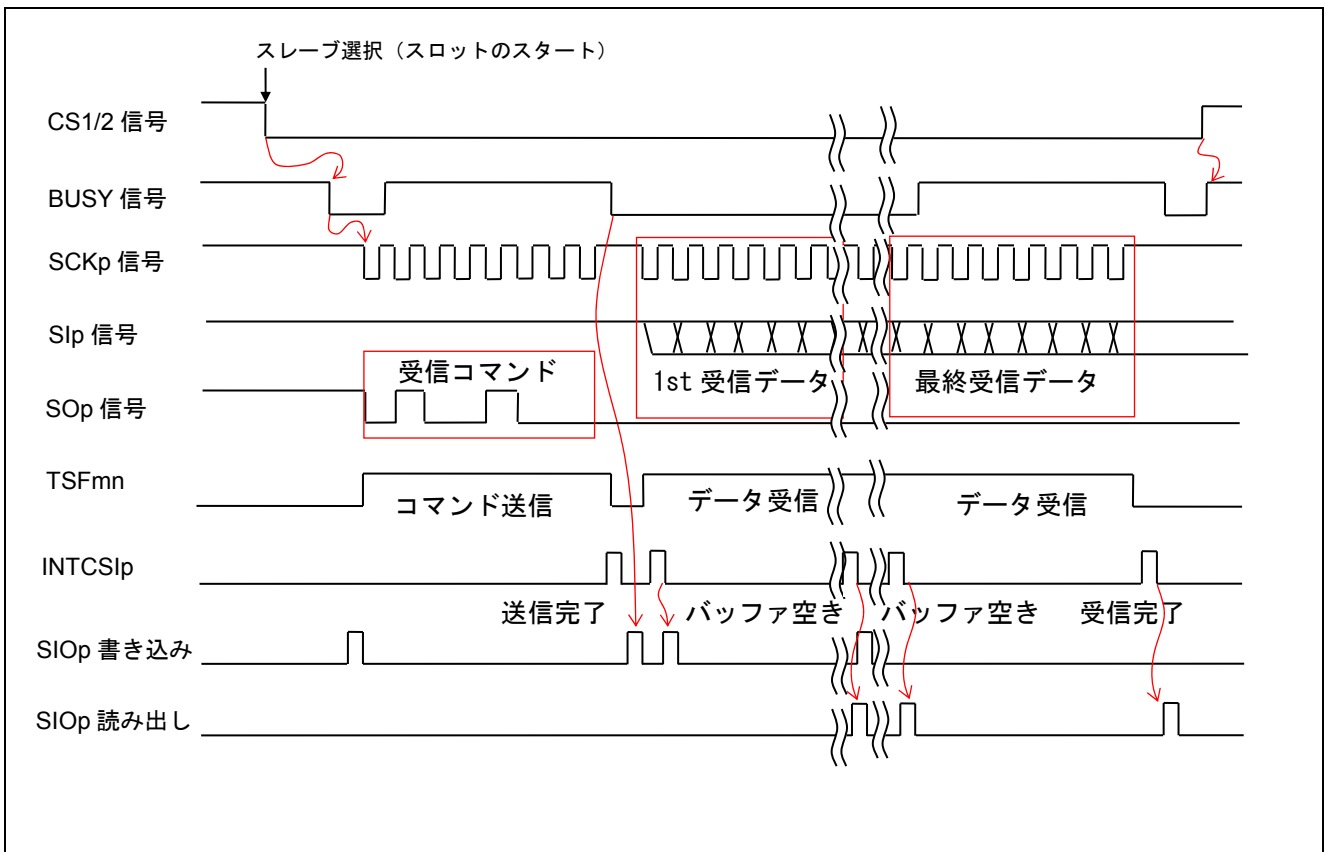 スレーブ選択（スロットのスタート）
CS1/2 信号
BUSY 信号
SCKp 信号
SIp 信号
受信コマンド
1st 受信データ
最終受信データ
SOp 信号
TSFmn
コマンド送信
データ受信
データ受信
INTCSIp
送信完了
バッファ空き
バッファ空き
受信完了
SIOp 書き込み
SIOp 読み出し